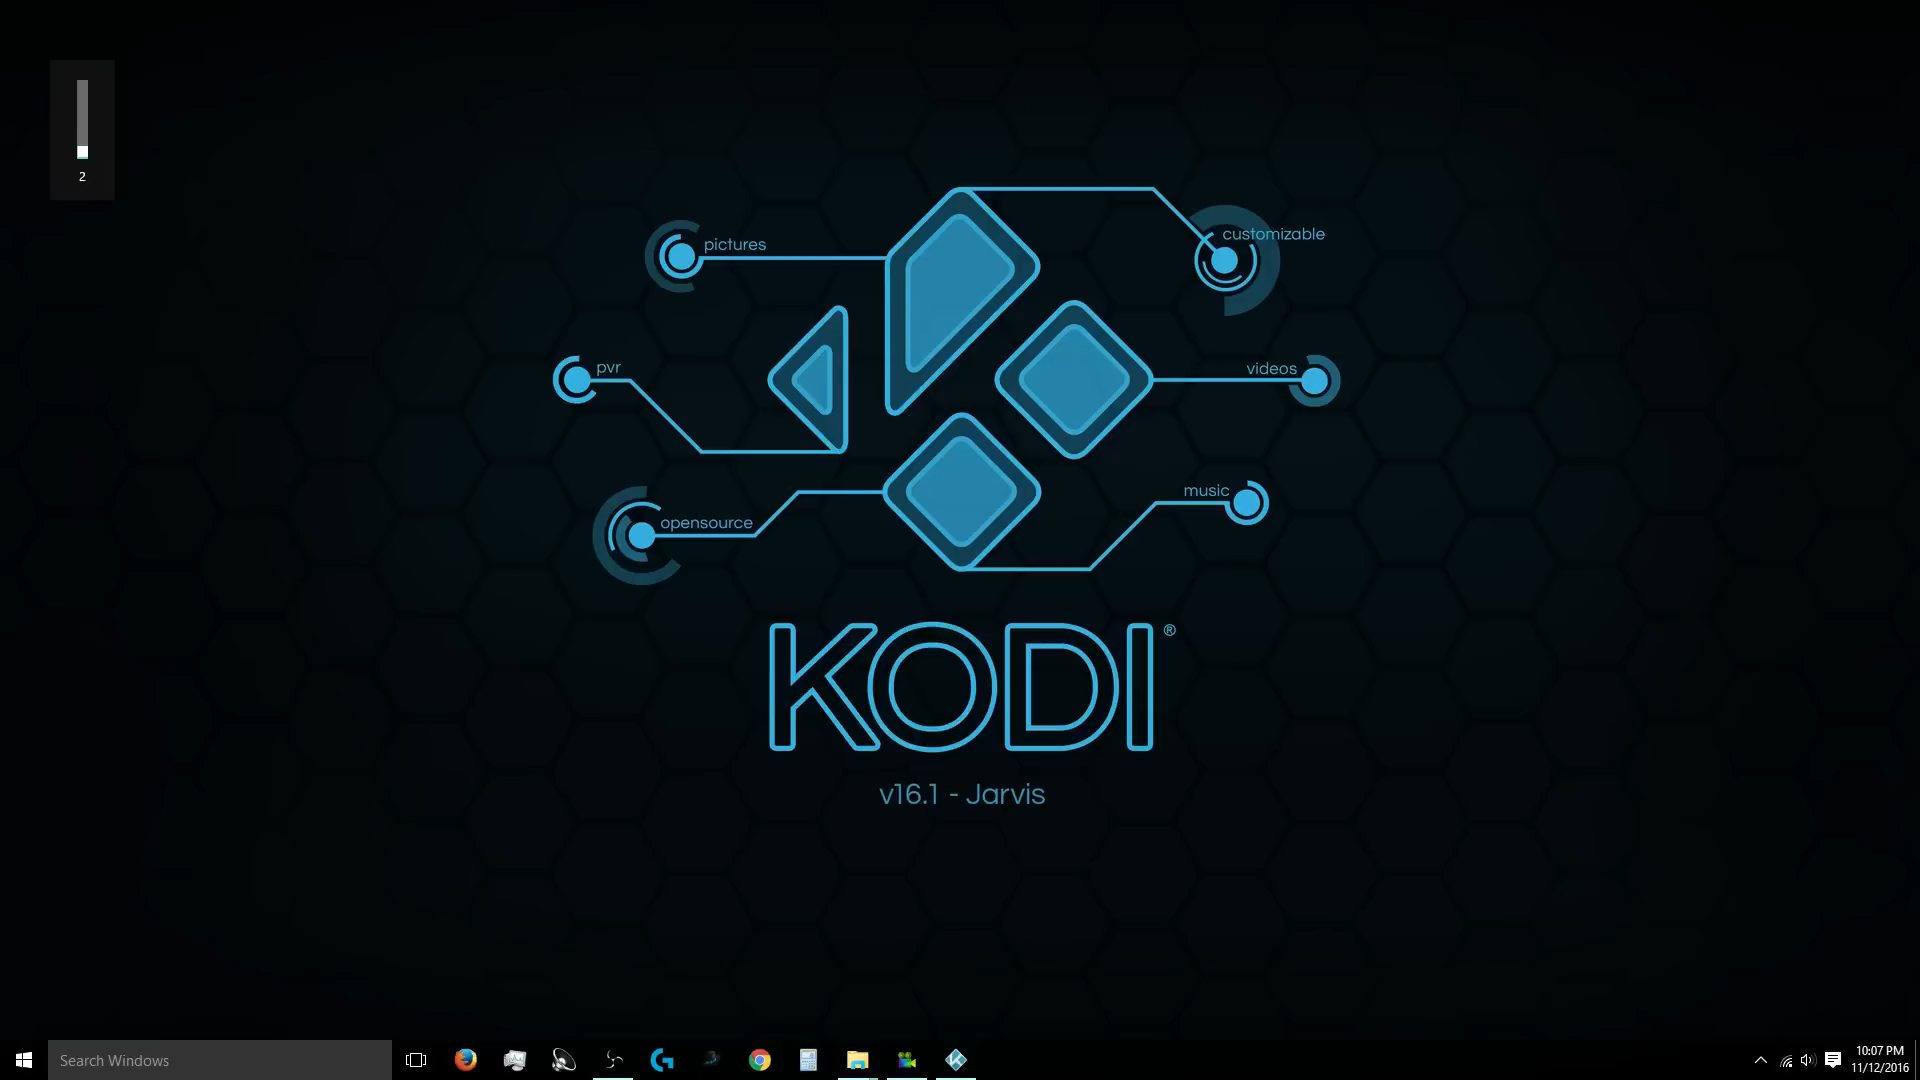 2
customizable
pictures
pvr
videos
music
opensource
KODI®
v16.1 - Jarvis
Search Windows
10:07 PM
11/12/2016